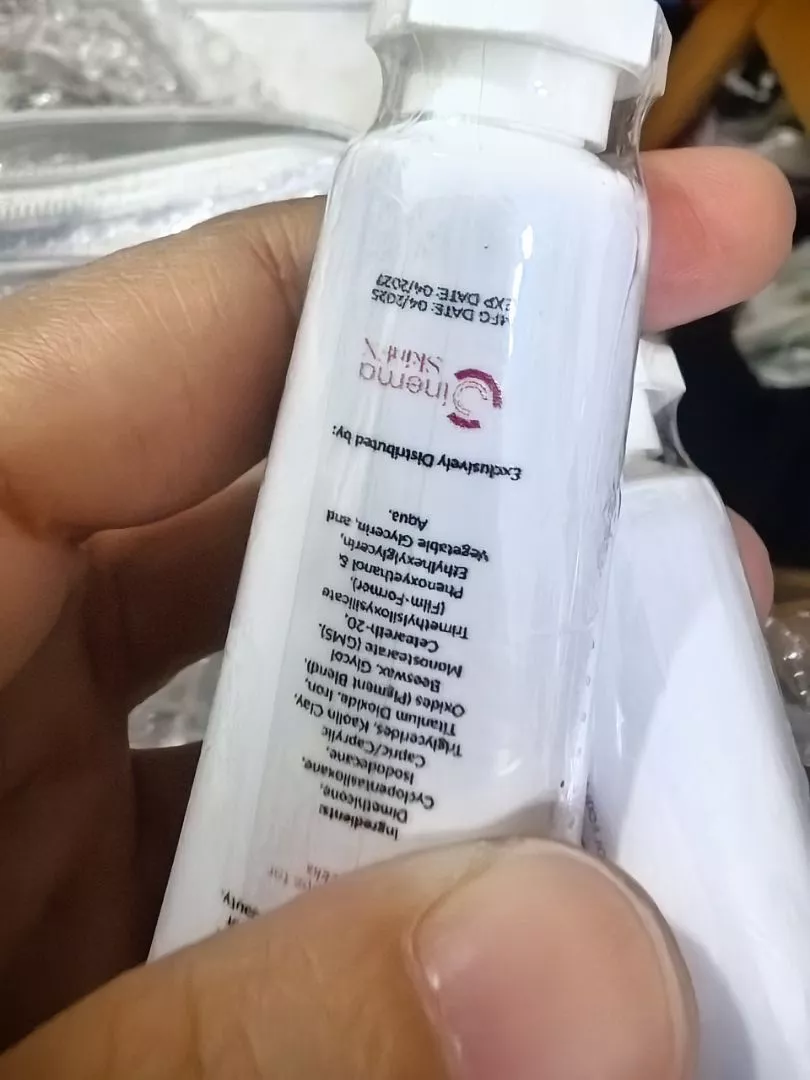 Ingredients:
Dimethicone,
Cyclopentasiloxane,
Isododecane,
Capric/Caprylic
Triglycerides, Kaolin Clay,
Titanium Dioxide, Iron,
Oxides (Pigment Blend),
Beeswax, Glycol
Monostearate (GMS),
Ceteareth-20,
Trimethylsiloxysilicate
(Film-Former),
Phenoxyethanol &
Ethylhexylglycerin,
Vegetable Glycerin, and
Aqua.
Exclusively Distributed by:
Cinema
MFG DATE: 04/2025
EXP DATE: 04/2027